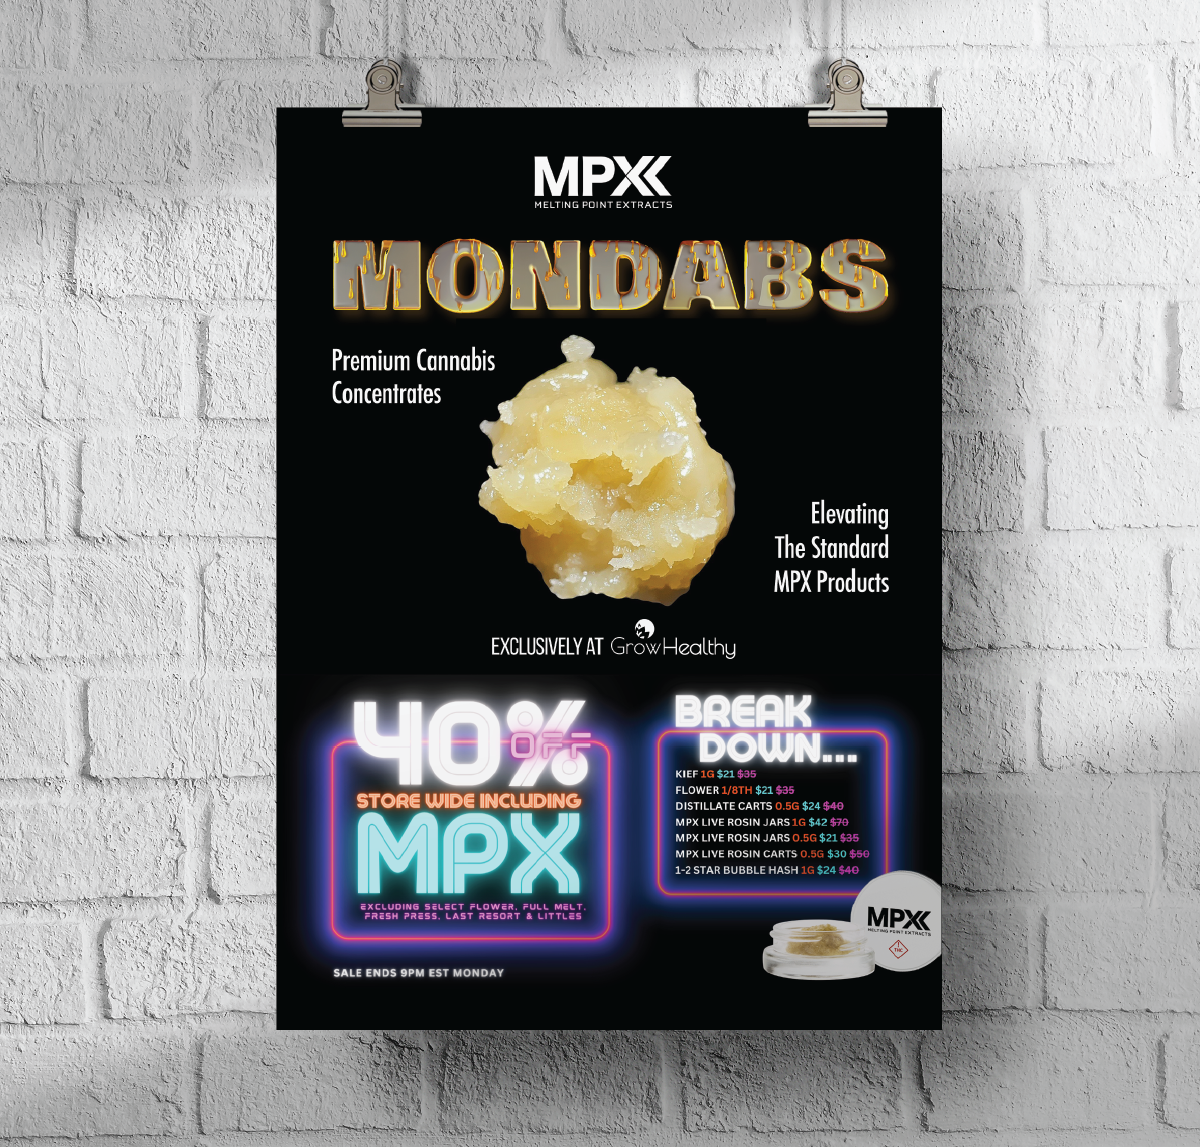 MPX
MELTING POINT EXTRACTS
MONDABS
Premium Cannabis
Concentrates
Elevating
The Standard
MPX Products
EXCLUSIVELY AT GrowHealthy
40%
OFF
STORE WIDE INCLUDING
MPX
EXCLUDING SELECT FLOWER, FULL MELT,
FRESH PRESS, LAST RESORT & LITTLES
SALE ENDS 9PM EST MONDAY
BREAK
DOWN...
KIEF 1G $21 $35
FLOWER 1/8TH $21 $35
DISTILLATE CARTS 0.5G $24 $40
MPX LIVE ROSIN JARS 1G $42 $70
MPX LIVE ROSIN JARS 0.5G $21 $35
MPX LIVE ROSIN CARTS 0.5G $30 $50
1-2 STAR BUBBLE HASH 1G $24 $40
MPX
MELTING POINT EXTRACTS
THC